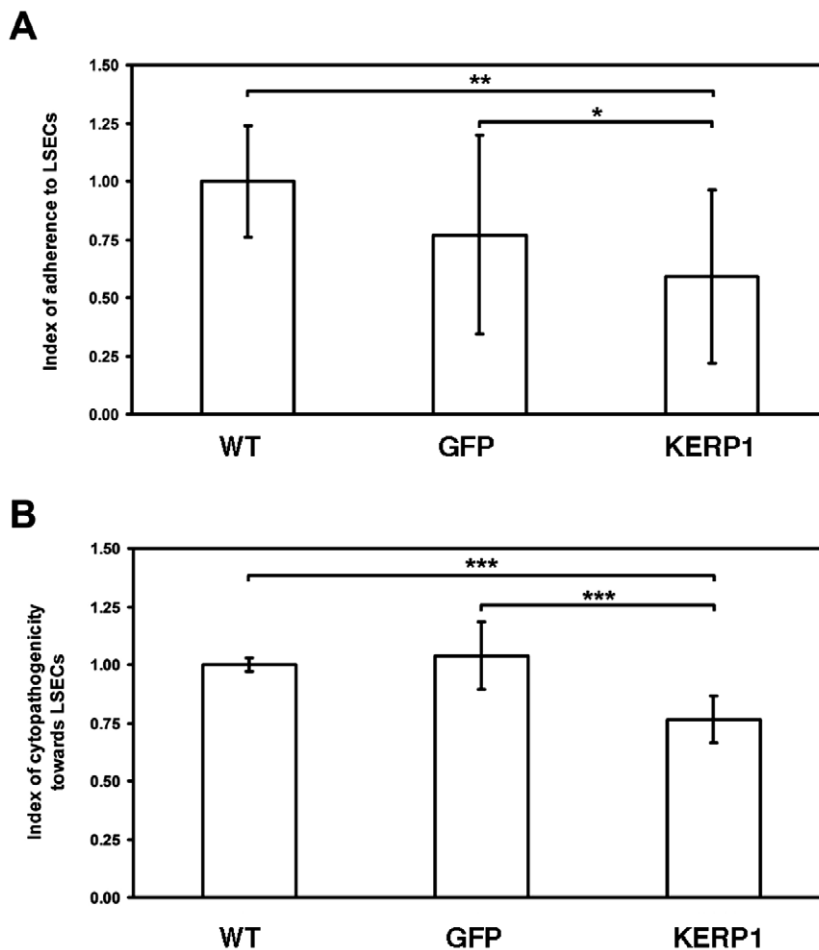 A
Index of adherence to LSECs
1.50
1.25
1.00
0.75
0.50
0.25
0.00
**
*
WT GFP KERP1
B
Index of cytopathogenicity
towards LSECs
1.50
1.25
1.00
0.75
0.50
0.25
0.00
***
***
WT GFP KERP1